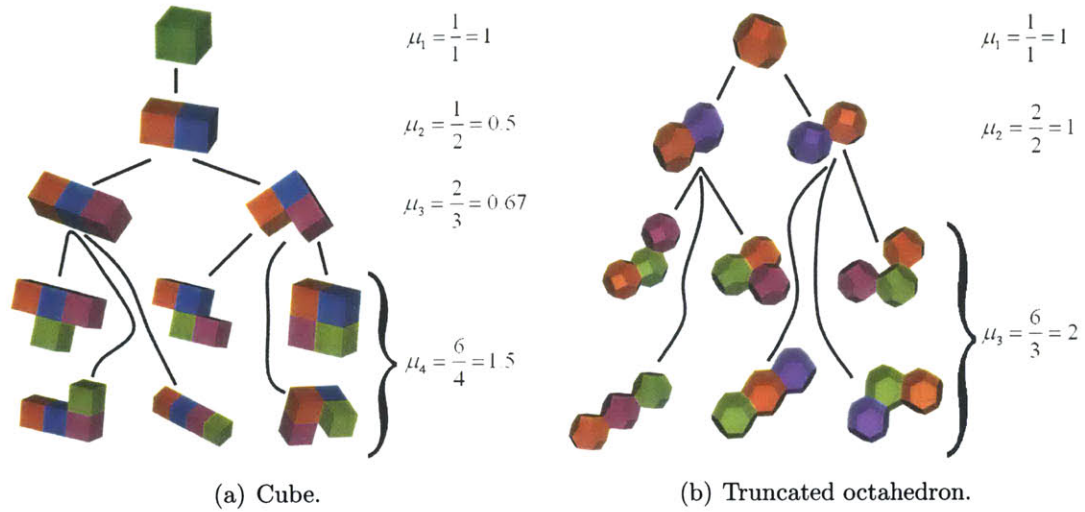 μ₁ = 1/1 = 1
μ₂ = 1/2 = 0.5
μ₃ = 2/3 = 0.67
μ₄ = 6/4 = 1.5
(a) Cube.
μ₁ = 1/1 = 1
μ₂ = 2/2 = 1
μ₃ = 6/3 = 2
(b) Truncated octahedron.